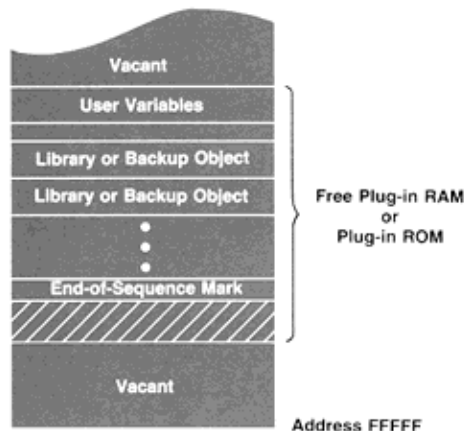 Vacant
User Variables
Library or Backup Object
Library or Backup Object
End-of-Sequence Mark
Vacant
Free Plug-in RAM
or
Plug-in ROM
Address FFFFF